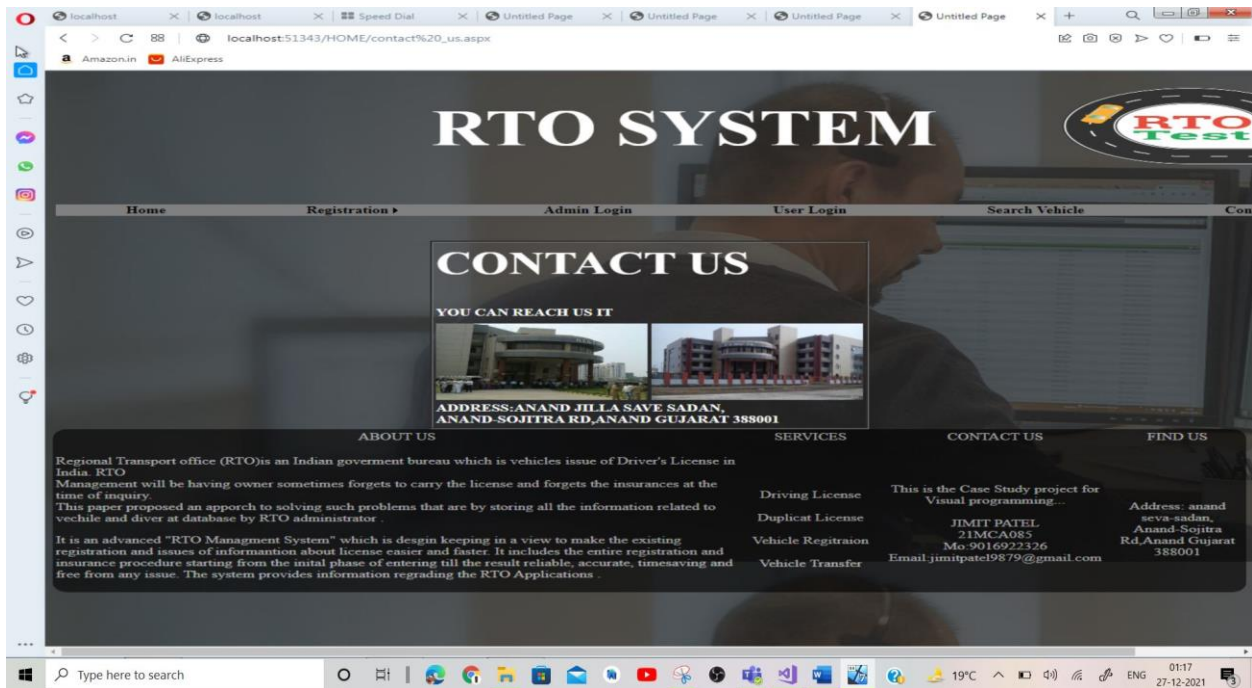 localhost
localhost
Speed Dial
Untitled Page
Untitled Page
Untitled Page
Untitled Page
88
localhost:51343/HOME/contact%20_us.aspx
a Amazon.in
AliExpress
RTO SYSTEM
RTO
Test
Home
Registration
Admin Login
User Login
Search Vehicle
Con
CONTACT US
YOU CAN REACH US IT
ADDRESS:ANAND JILLA SAVE SADAN,
ANAND-SOJITRA RD,ANAND GUJARAT 388001
ABOUT US
Regional Transport office (RTO)is an Indian goverment bureau which is vehicles issue of Driver's License in
India. RTO
Management will be having owner sometimes forgets to carry the license and forgets the insurances at the
time of inquiry.
This paper proposed an apporch to solving such problems that are by storing all the information related to
vechile and diver at database by RTO administrator .
It is an advanced "RTO Managment System" which is desgin keeping in a view to make the existing
registration and issues of informantion about license easier and faster. It includes the entire registration and
insurance procedure starting from the inital phase of entering till the result reliable, accurate, timesaving and
free from any issue. The system provides information regrading the RTO Applications .
SERVICES
Driving License
Duplicat License
Vehicle Regitraion
Vehicle Transfer
CONTACT US
This is the Case Study project for
Visual programming...
JIMIT PATEL
21MCA085
Mo:9016922326
Email:jimitpatel9879@gmail.com
FIND US
Address: anand
seva-sadan,
Anand-Sojitra
Rd,Anand Gujarat
388001
Type here to search
19°C
ENG
01:17
27-12-2021
3